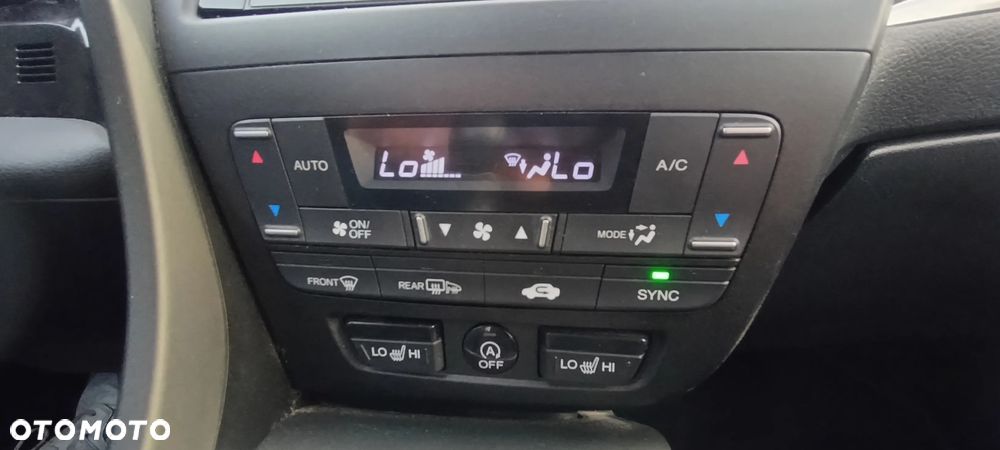 Lo Lo
AUTO
A/C
ON/
OFF
MODE
FRONT
REAR
SYNC
LO HI
A
OFF
LO HI
OTOMOTO